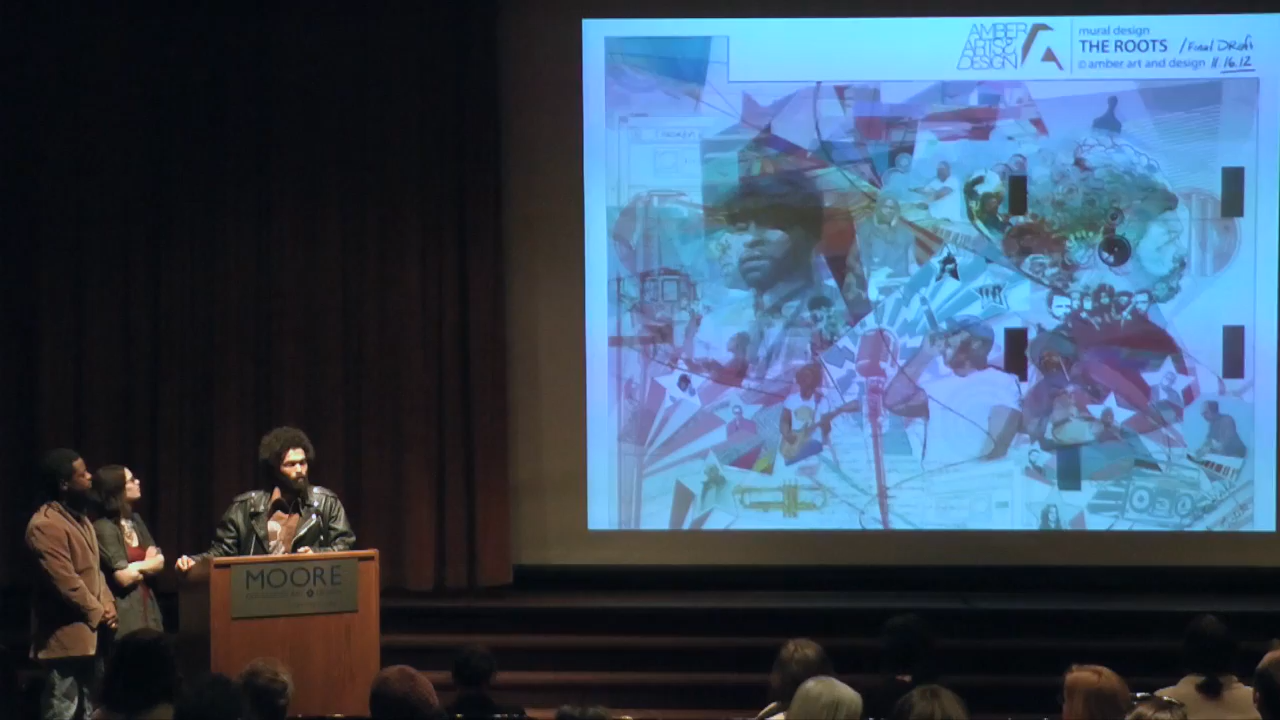 AMBER
ARTS&
DESIGN
mural design
THE ROOTS / Final Draft
© amber art and design 11.16.12
MOORE